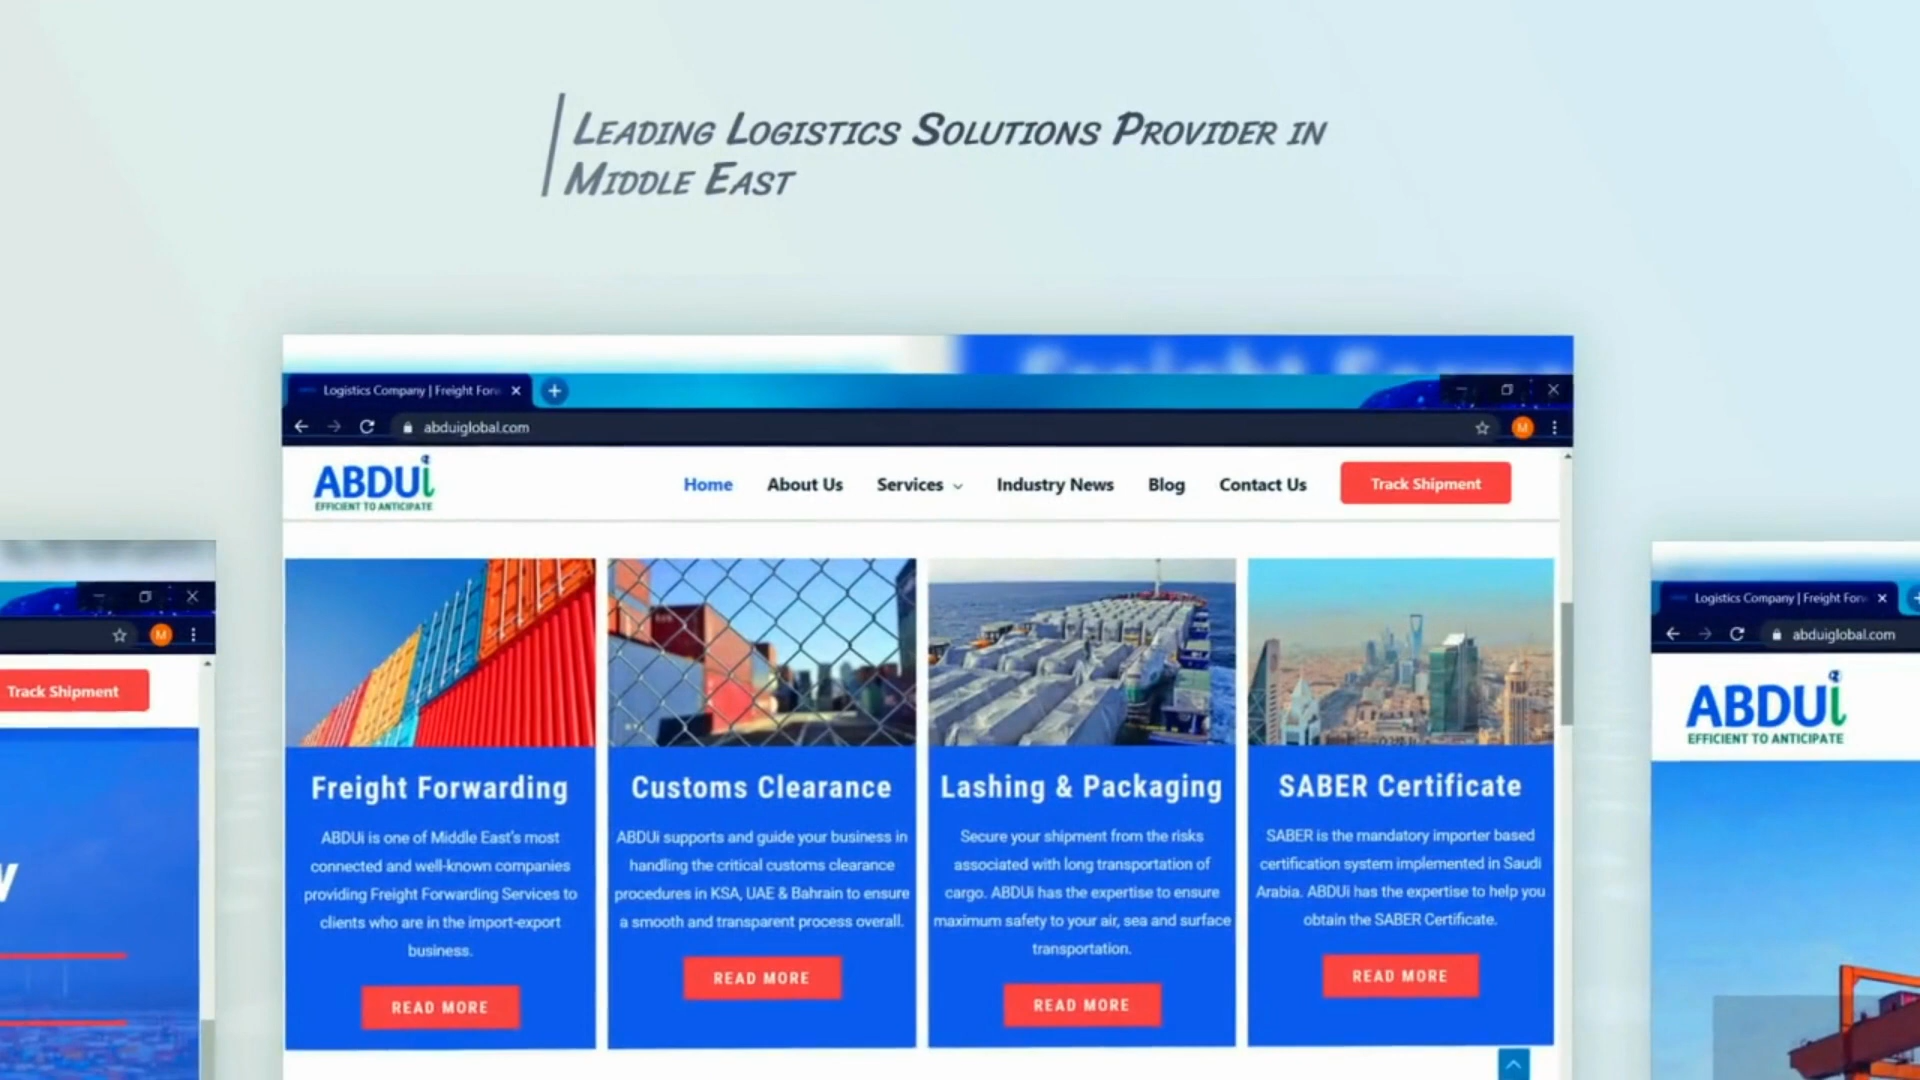 Leading Logistics Solutions Provider in
Middle East
Logistics Company | Freight For
abduiglobal.com
M
ABDUi
EFFICIENT TO ANTICIPATE
Home
About Us
Services
Industry News
Blog
Contact Us
Track Shipment
Freight Forwarding
ABDUi is one of Middle East's most
connected and well-known companies
providing Freight Forwarding Services to
clients who are in the import-export
business.
READ MORE
Customs Clearance
ABDUi supports and guide your business in
handling the critical customs clearance
procedures in KSA, UAE & Bahrain to ensure
a smooth and transparent process overall.
READ MORE
Lashing & Packaging
Secure your shipment from the risks
associated with long transportation of
cargo. ABDUi has the expertise to ensure
maximum safety to your air, sea and surface
transportation.
READ MORE
SABER Certificate
SABER is the mandatory importer based
certification system implemented in Saudi
Arabia. ABDUi has the expertise to help you
obtain the SABER Certificate.
READ MORE
M
Track Shipment
Logistics Company | Freight For
abduiglobal.com
ABDUi
EFFICIENT TO ANTICIPATE